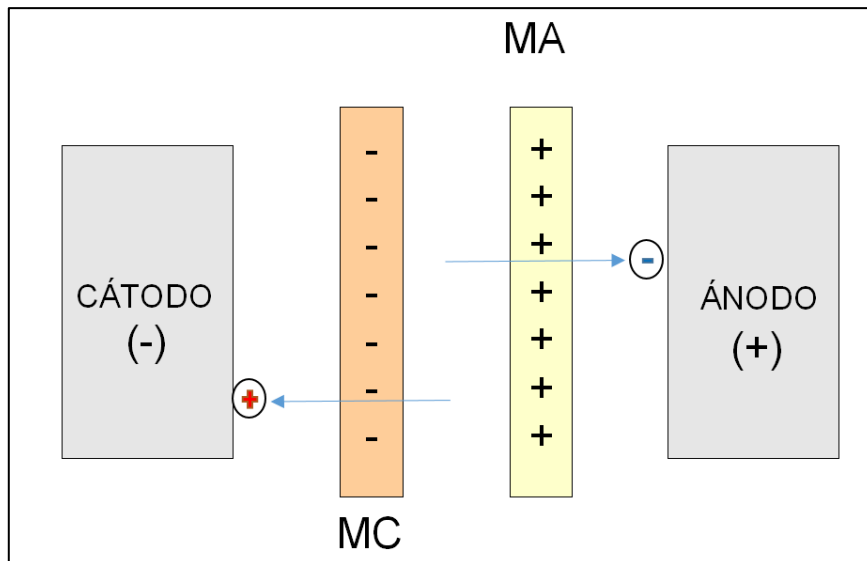 MA
CÁTODO
(-)
- - - - - - -
+ + + + + + +
-
ÁNODO
(+)
+
MC